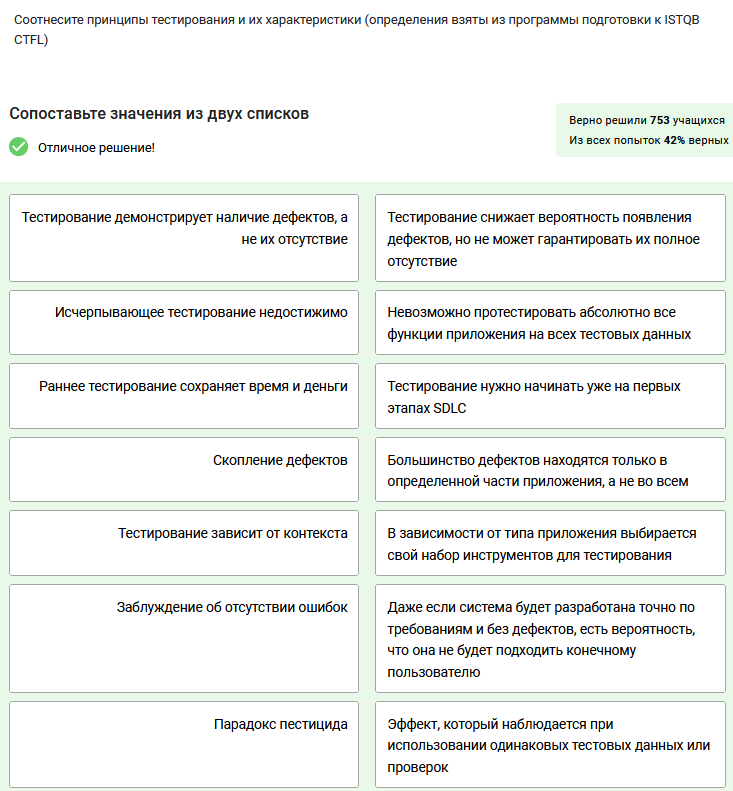 Соотнесите принципы тестирования и их характеристики (определения взяты из программы подготовки к ISTQB
CTFL)
Сопоставьте значения из двух списков
Отличное решение!
Верно решили 753 учащихся
Из всех попыток 42% верных
Тестирование демонстрирует наличие дефектов, а
не их отсутствие
Тестирование снижает вероятность появления
дефектов, но не может гарантировать их полное
отсутствие
Исчерпывающее тестирование недостижимо
Невозможно протестировать абсолютно все
функции приложения на всех тестовых данных
Раннее тестирование сохраняет время и деньги
Тестирование нужно начинать уже на первых
этапах SDLC
Скопление дефектов
Большинство дефектов находятся только в
определенной части приложения, а не во всем
Тестирование зависит от контекста
В зависимости от типа приложения выбирается
свой набор инструментов для тестирования
Заблуждение об отсутствии ошибок
Даже если система будет разработана точно по
требованиям и без дефектов, есть вероятность,
что она не будет подходить конечному
пользователю
Парадокс пестицида
Эффект, который наблюдается при
использовании одинаковых тестовых данных или
проверок